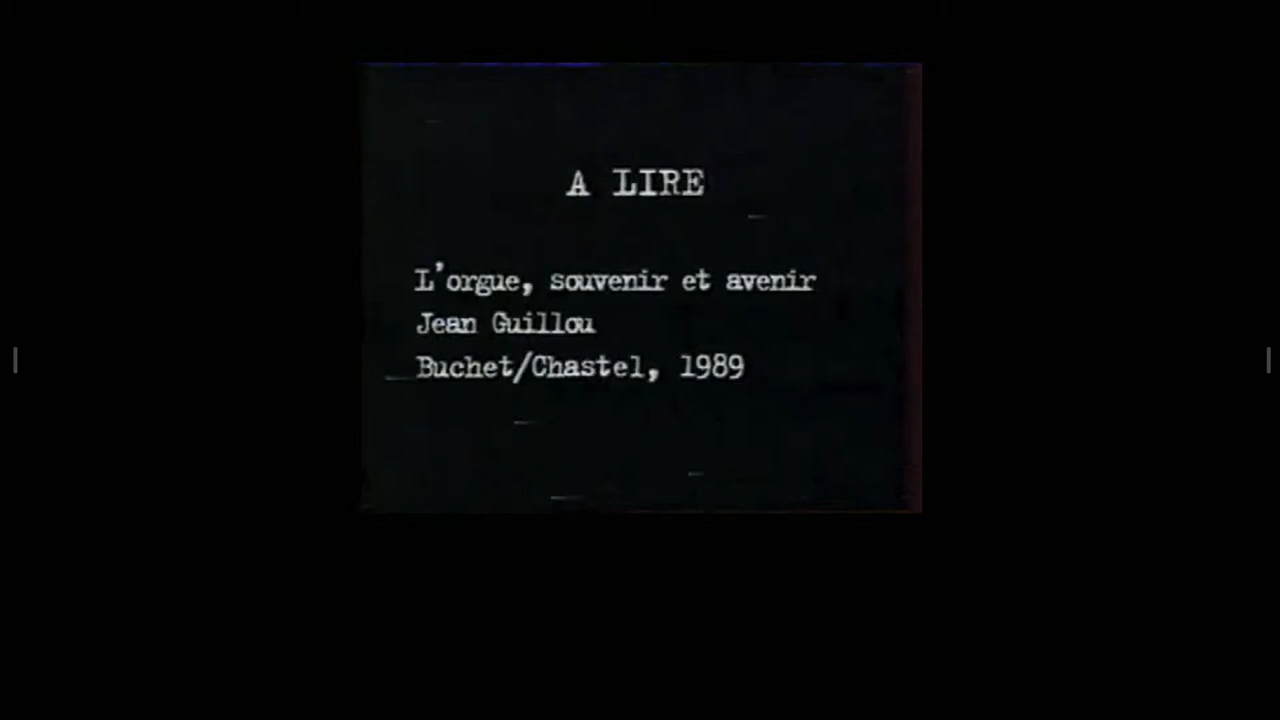 A LIRE
L'orgue, souvenir et avenir
Jean Guillou
Buchet/Chastel, 1989